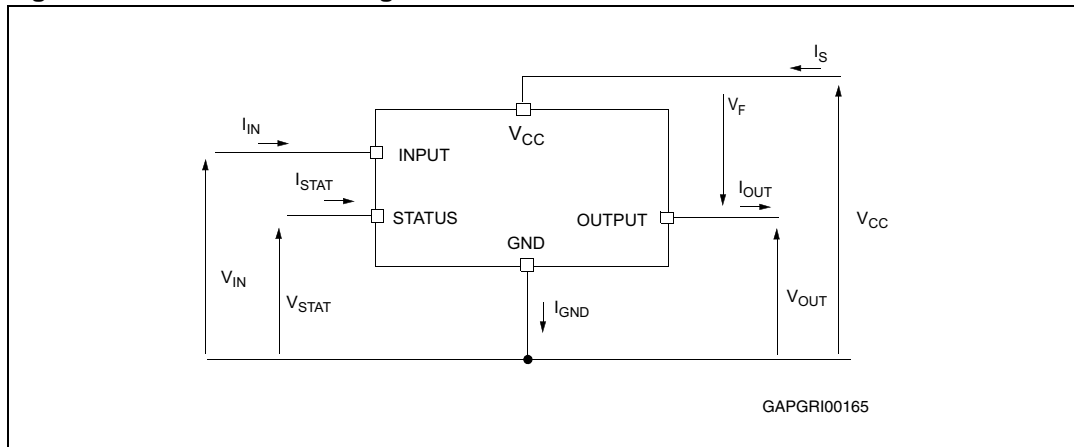 I_S
V_F
I_IN
V_CC
INPUT
I_STAT
I_OUT
STATUS
OUTPUT
V_CC
GND
V_IN
V_STAT
I_GND
V_OUT
GAPGRI00165